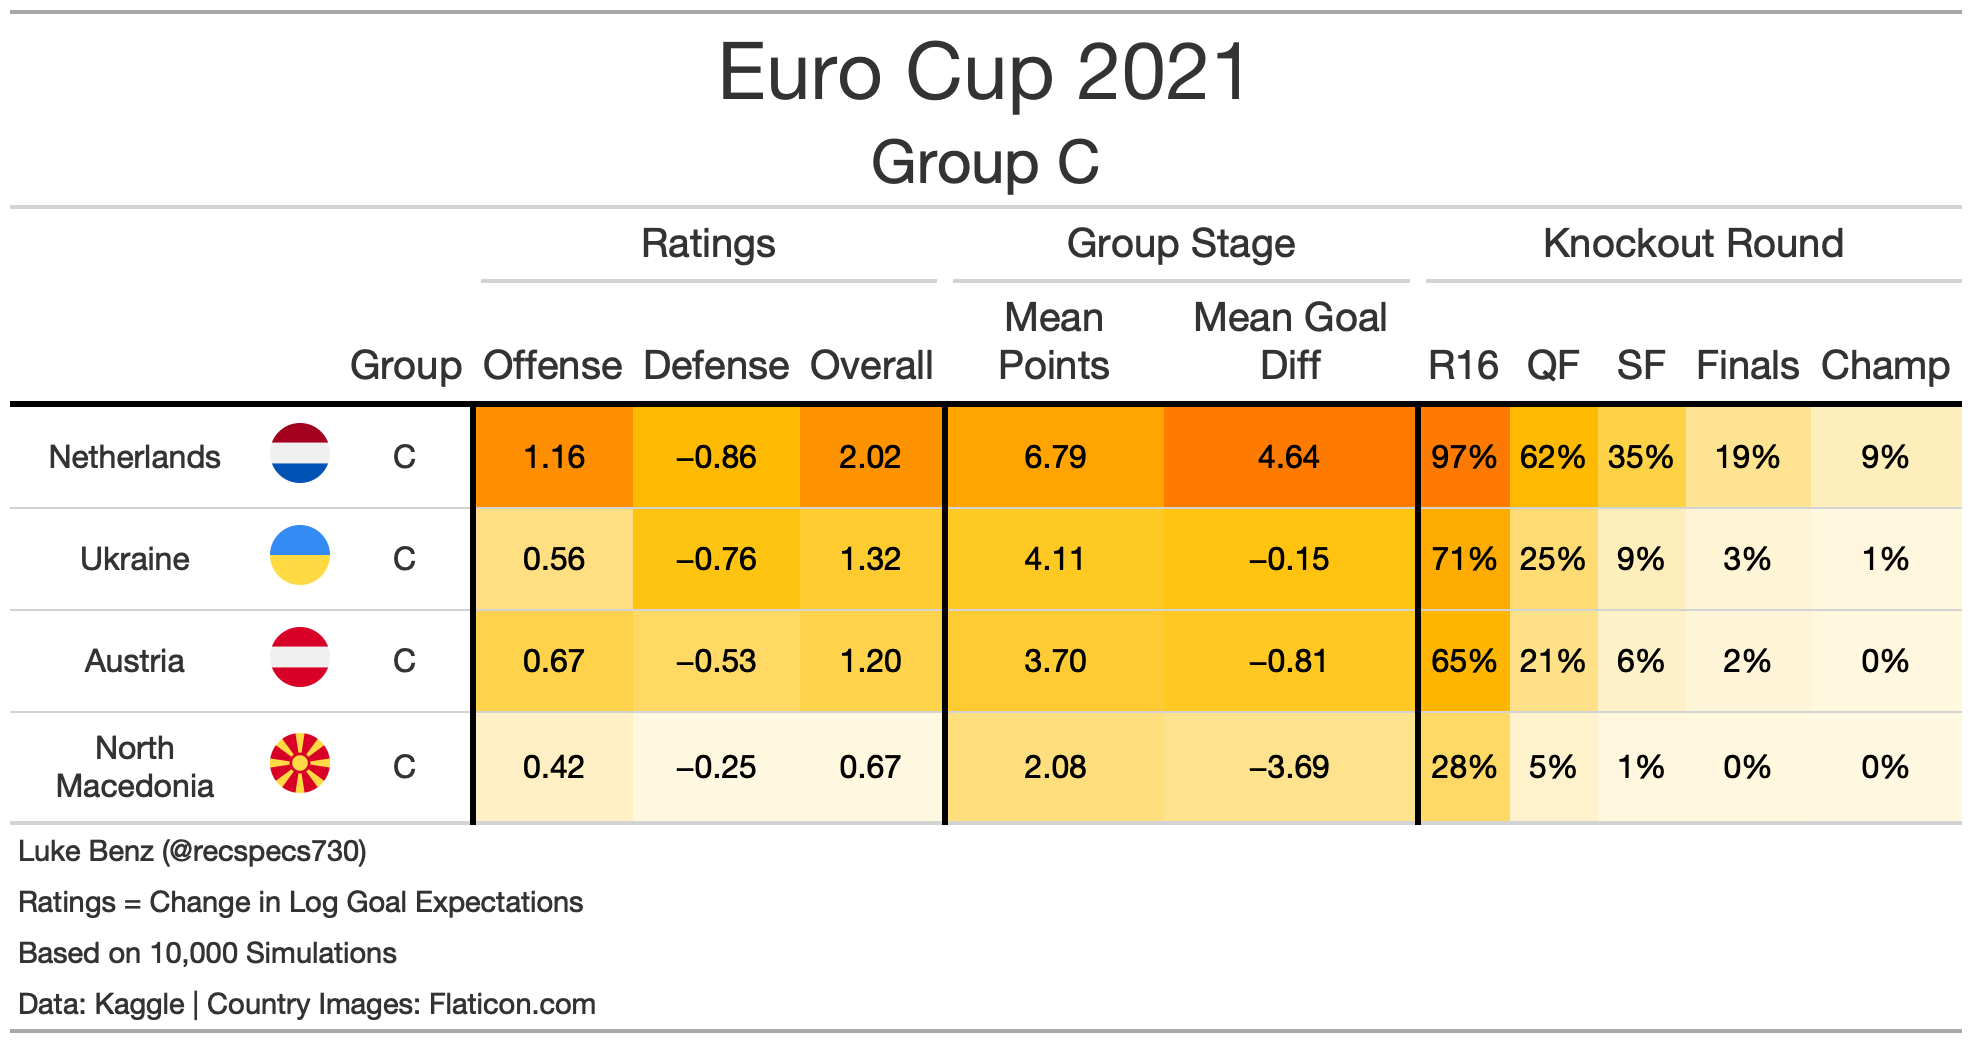 Euro Cup 2021
Group C
Ratings Group Stage Knockout Round
Mean Mean Goal
Group Offense Defense Overall Points Diff R16 QF SF Finals Champ
Netherlands C 1.16 −0.86 2.02 6.79 4.64 97% 62% 35% 19% 9%
Ukraine C 0.56 −0.76 1.32 4.11 −0.15 71% 25% 9% 3% 1%
Austria C 0.67 −0.53 1.20 3.70 −0.81 65% 21% 6% 2% 0%
North
Macedonia C 0.42 −0.25 0.67 2.08 −3.69 28% 5% 1% 0% 0%
Luke Benz (@recspecs730)
Ratings = Change in Log Goal Expectations
Based on 10,000 Simulations
Data: Kaggle | Country Images: Flaticon.com